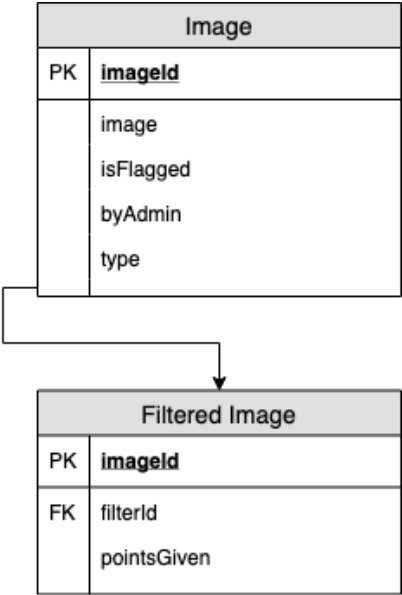 Image
PK imageId
image
isFlagged
byAdmin
type
Filtered Image
PK imageId
FK filterId
pointsGiven